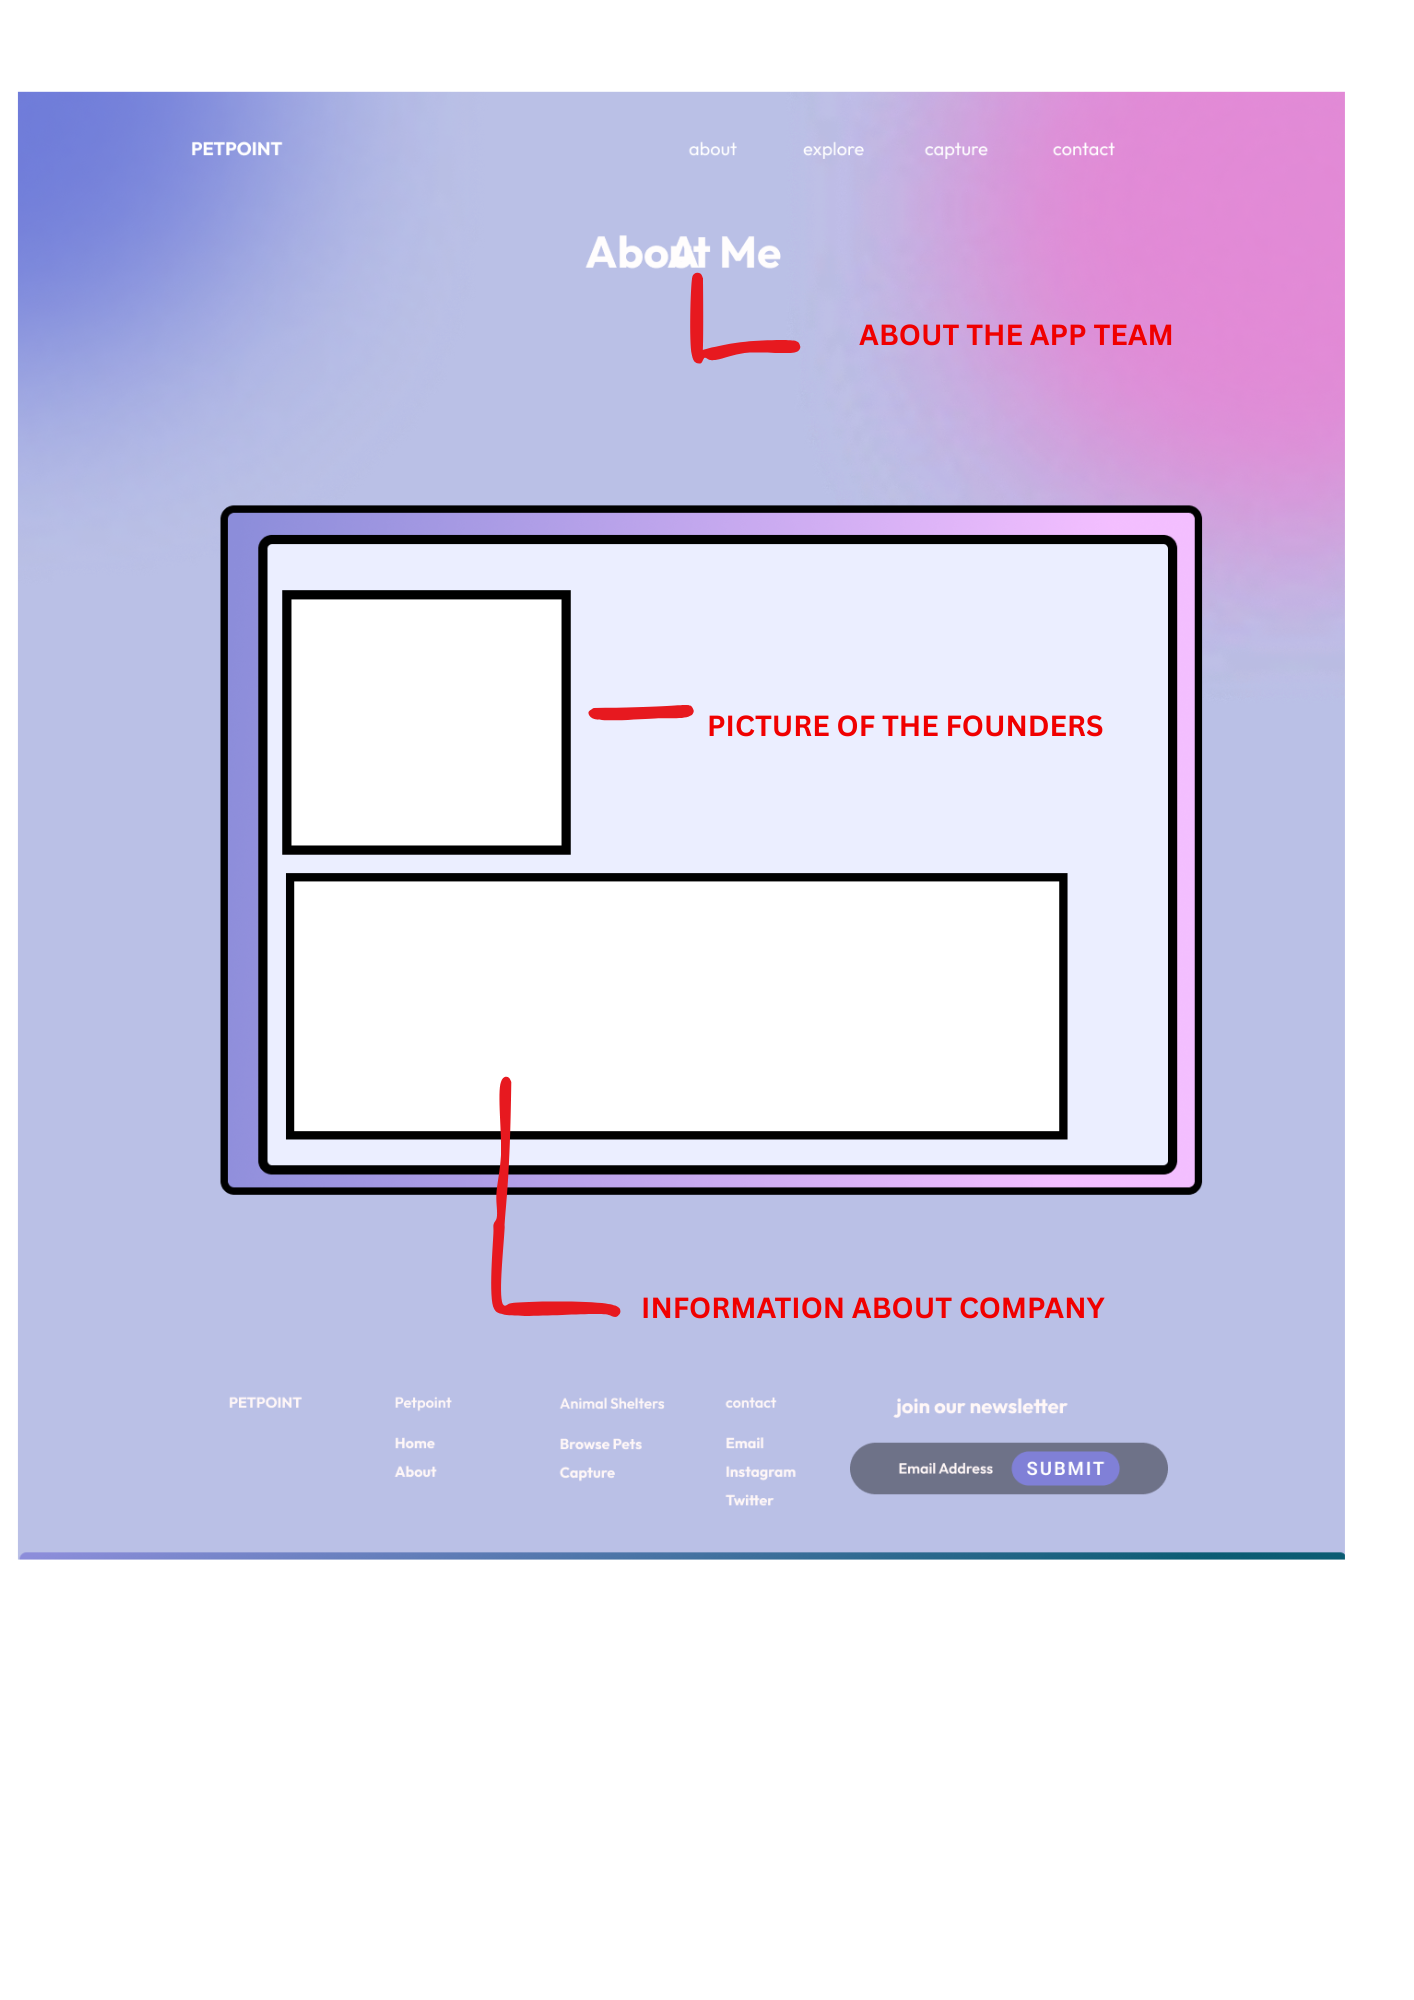 PETPOINT about explore capture contact
About Me
ABOUT THE APP TEAM
PICTURE OF THE FOUNDERS
INFORMATION ABOUT COMPANY
PETPOINT
Petpoint
Home
About
Animal Shelters
Browse Pets
Capture
contact
Email
Instagram
Twitter
join our newsletter
Email Address SUBMIT